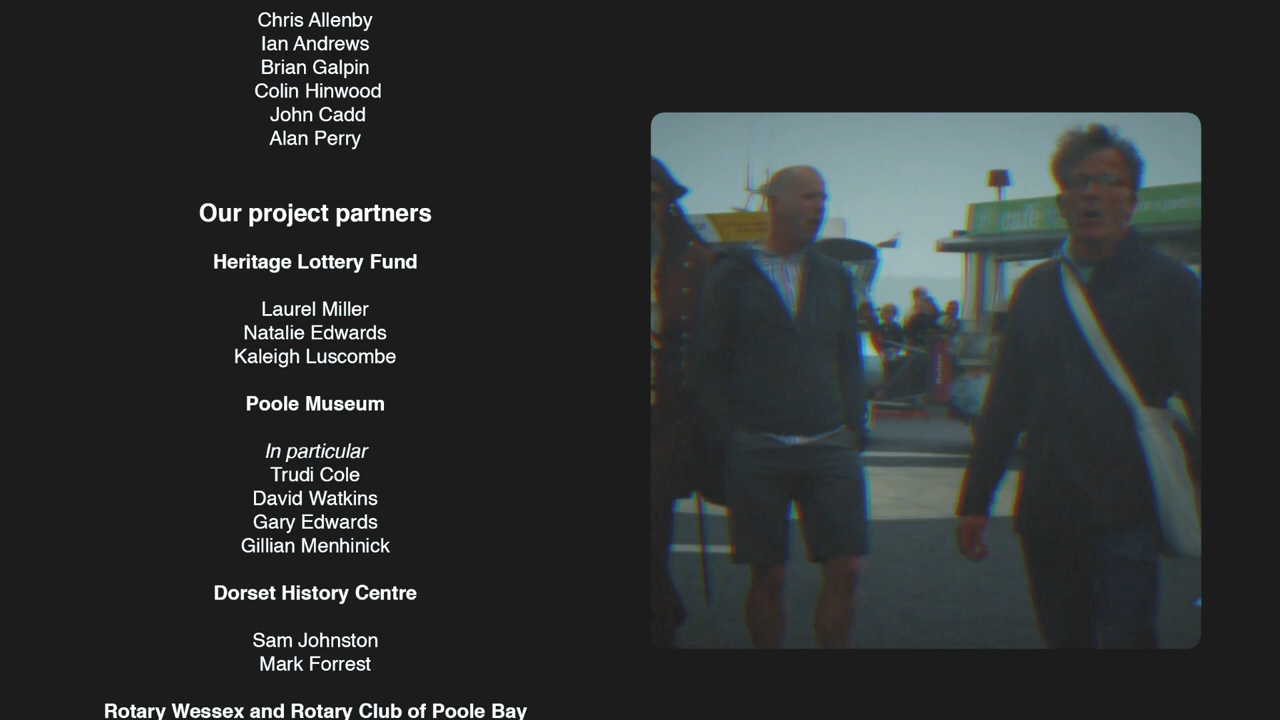 Chris Allenby
Ian Andrews
Brian Galpin
Colin Hinwood
John Cadd
Alan Perry
Our project partners
Heritage Lottery Fund
Laurel Miller
Natalie Edwards
Kaleigh Luscombe
Poole Museum
In particular
Trudi Cole
David Watkins
Gary Edwards
Gillian Menhinick
Dorset History Centre
Sam Johnston
Mark Forrest
Rotary Wessex and Rotary Club of Poole Bay
café